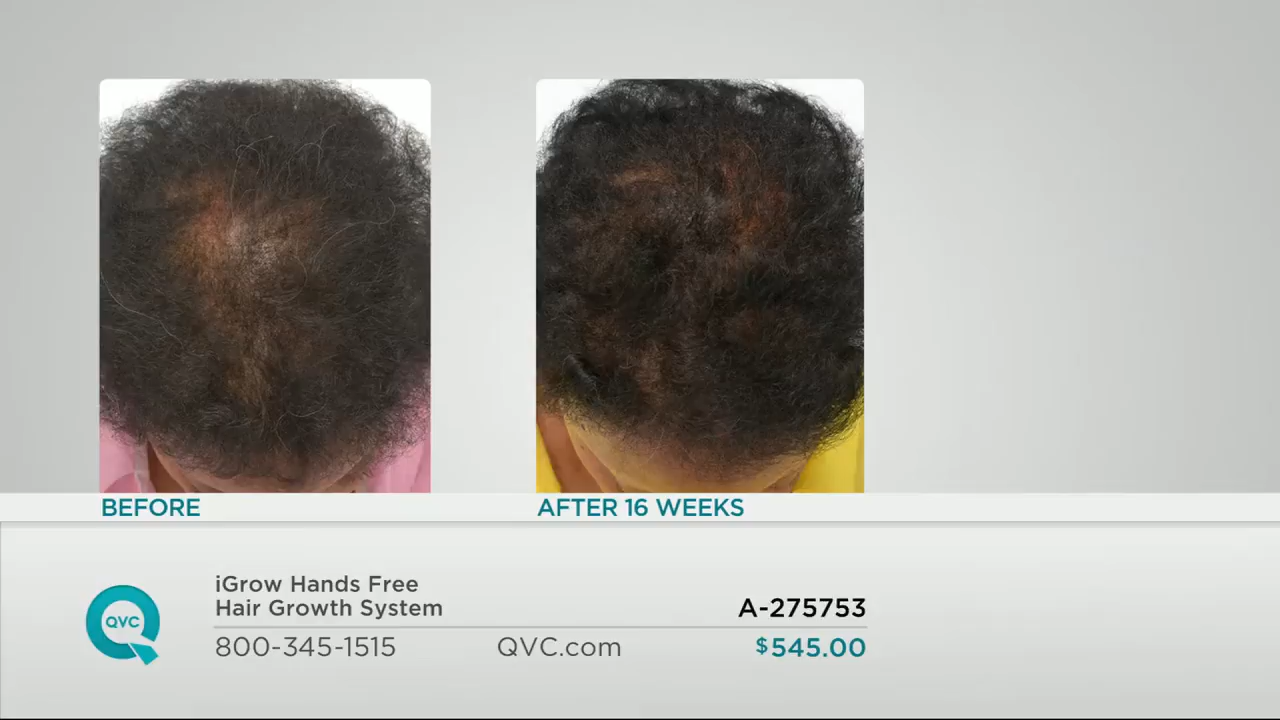 BEFORE
AFTER 16 WEEKS
iGrow Hands Free
Hair Growth System
A-275753
QVC
800-345-1515
QVC.com
$545.00